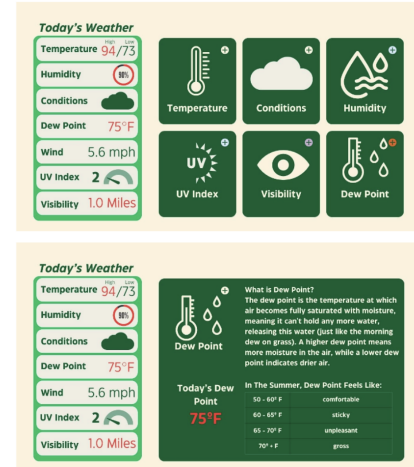 Today's Weather
High Low
Temperature 94/73
Humidity 98%
Conditions
Dew Point 75°F
Wind 5.6 mph
UV Index 2
Visibility 1.0 Miles
Temperature
Conditions
Humidity
UV
UV Index
Visibility
Dew Point
Today's Weather
High Low
Temperature 94/73
Humidity 98%
Conditions
Dew Point 75°F
Wind 5.6 mph
UV Index 2
Visibility 1.0 Miles
Dew Point
Today's Dew
Point
75°F
What is Dew Point?
The dew point is the temperature at which
air becomes fully saturated with moisture,
meaning it can't hold any more water,
releasing this water (just like the morning
dew on grass). A higher dew point means
more moisture in the air, while a lower dew
point indicates drier air.
In The Summer, Dew Point Feels Like:
50 - 60° F comfortable
60 - 65° F sticky
65 - 70° F unpleasant
70° + F gross